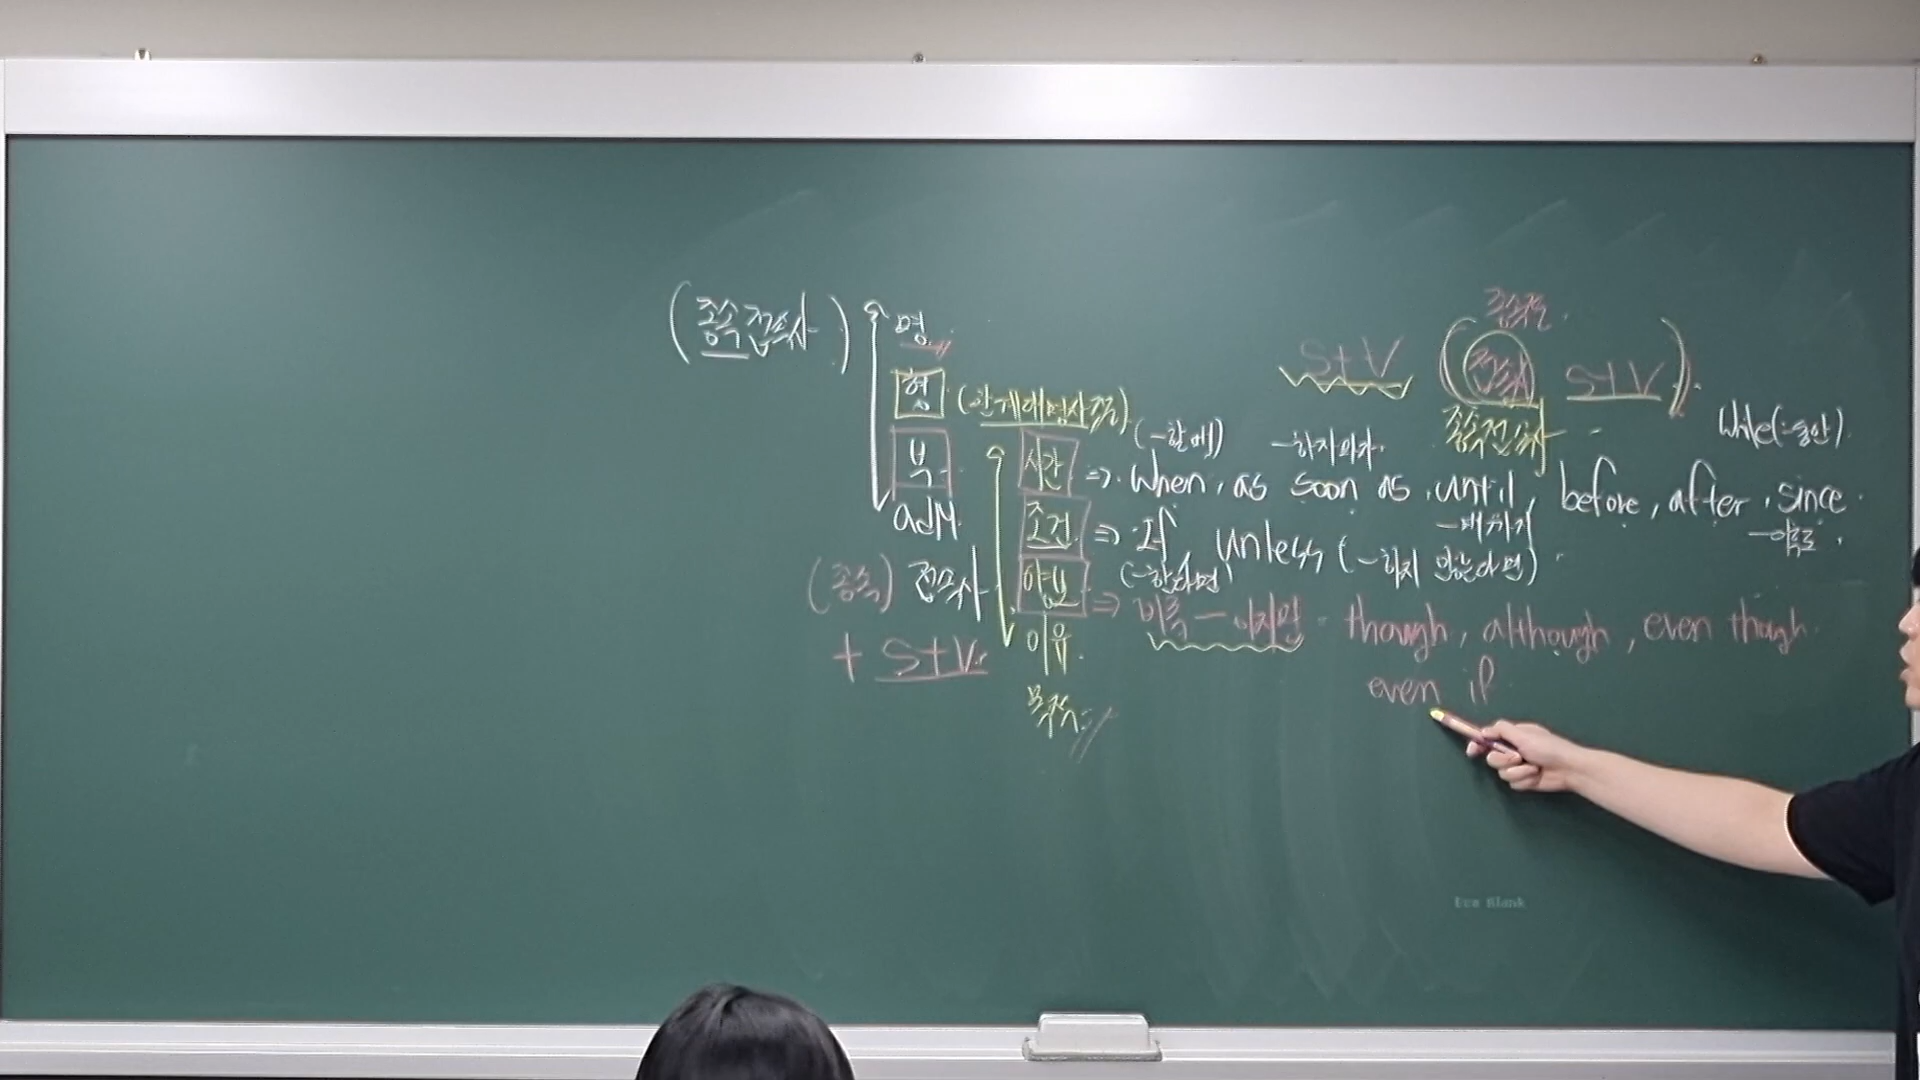 (종속접속사) 명
형 (관계대명사절)
부
adM
(종속) 접속사
+ S+V
종속절
S+V (접속사 S+V)
종속접속사
while(~동안)
(~할 때) ~하자마자
시간 ⇒ When, as soon as, until, before, after, since
~때까지 ~이후로
조건 ⇒ If unless (~하지 않는다면)
(~한다면)
양보 ⇒ 비록 ~이지만 though, although, even though
even if
이유
목적